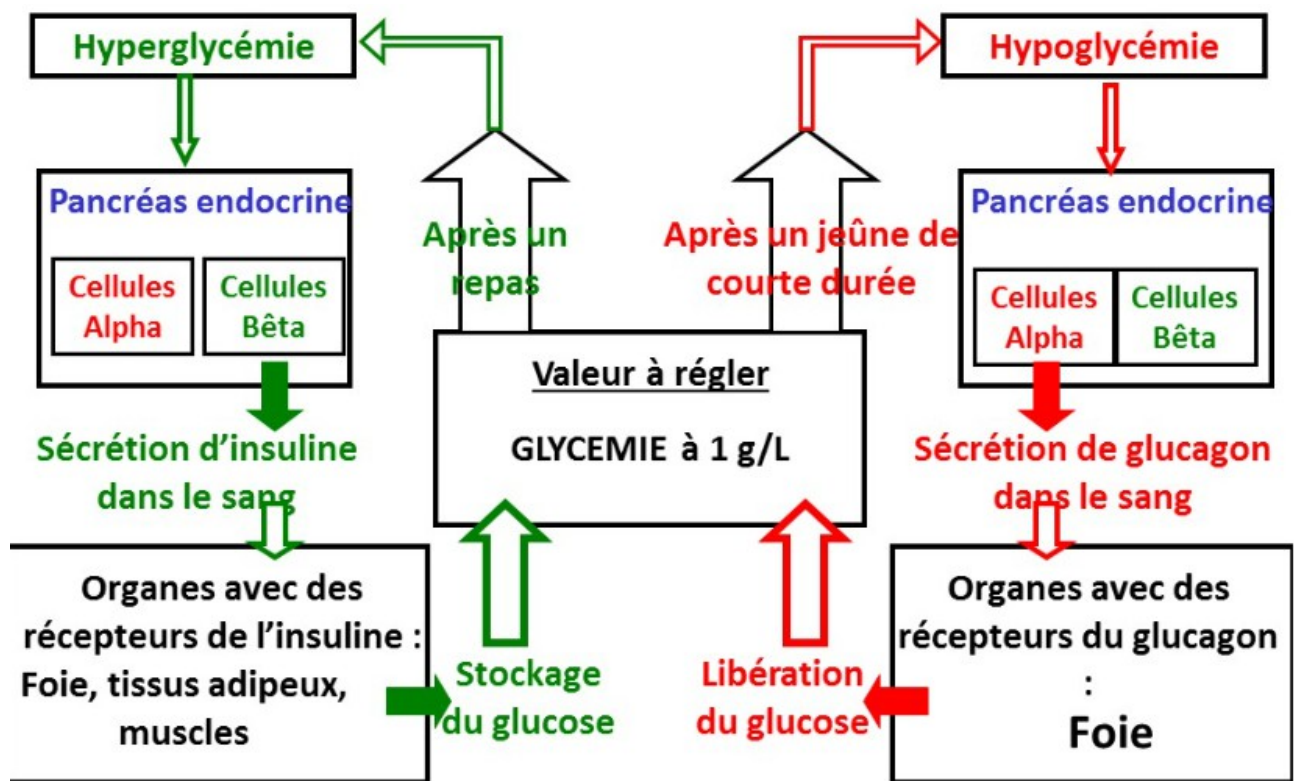 Hyperglycémie
Hypoglycémie
Pancréas endocrine
Cellules
Alpha
Cellules
Bêta
Après un
repas
Après un jeûne de
courte durée
Pancréas endocrine
Cellules
Alpha
Cellules
Bêta
Valeur à régler
GLYCEMIE à 1 g/L
Sécrétion d'insuline
dans le sang
Sécrétion de glucagon
dans le sang
Organes avec des
récepteurs de l'insuline :
Foie, tissus adipeux,
muscles
Stockage
du glucose
Libération
du glucose
Organes avec des
récepteurs du glucagon
:
Foie